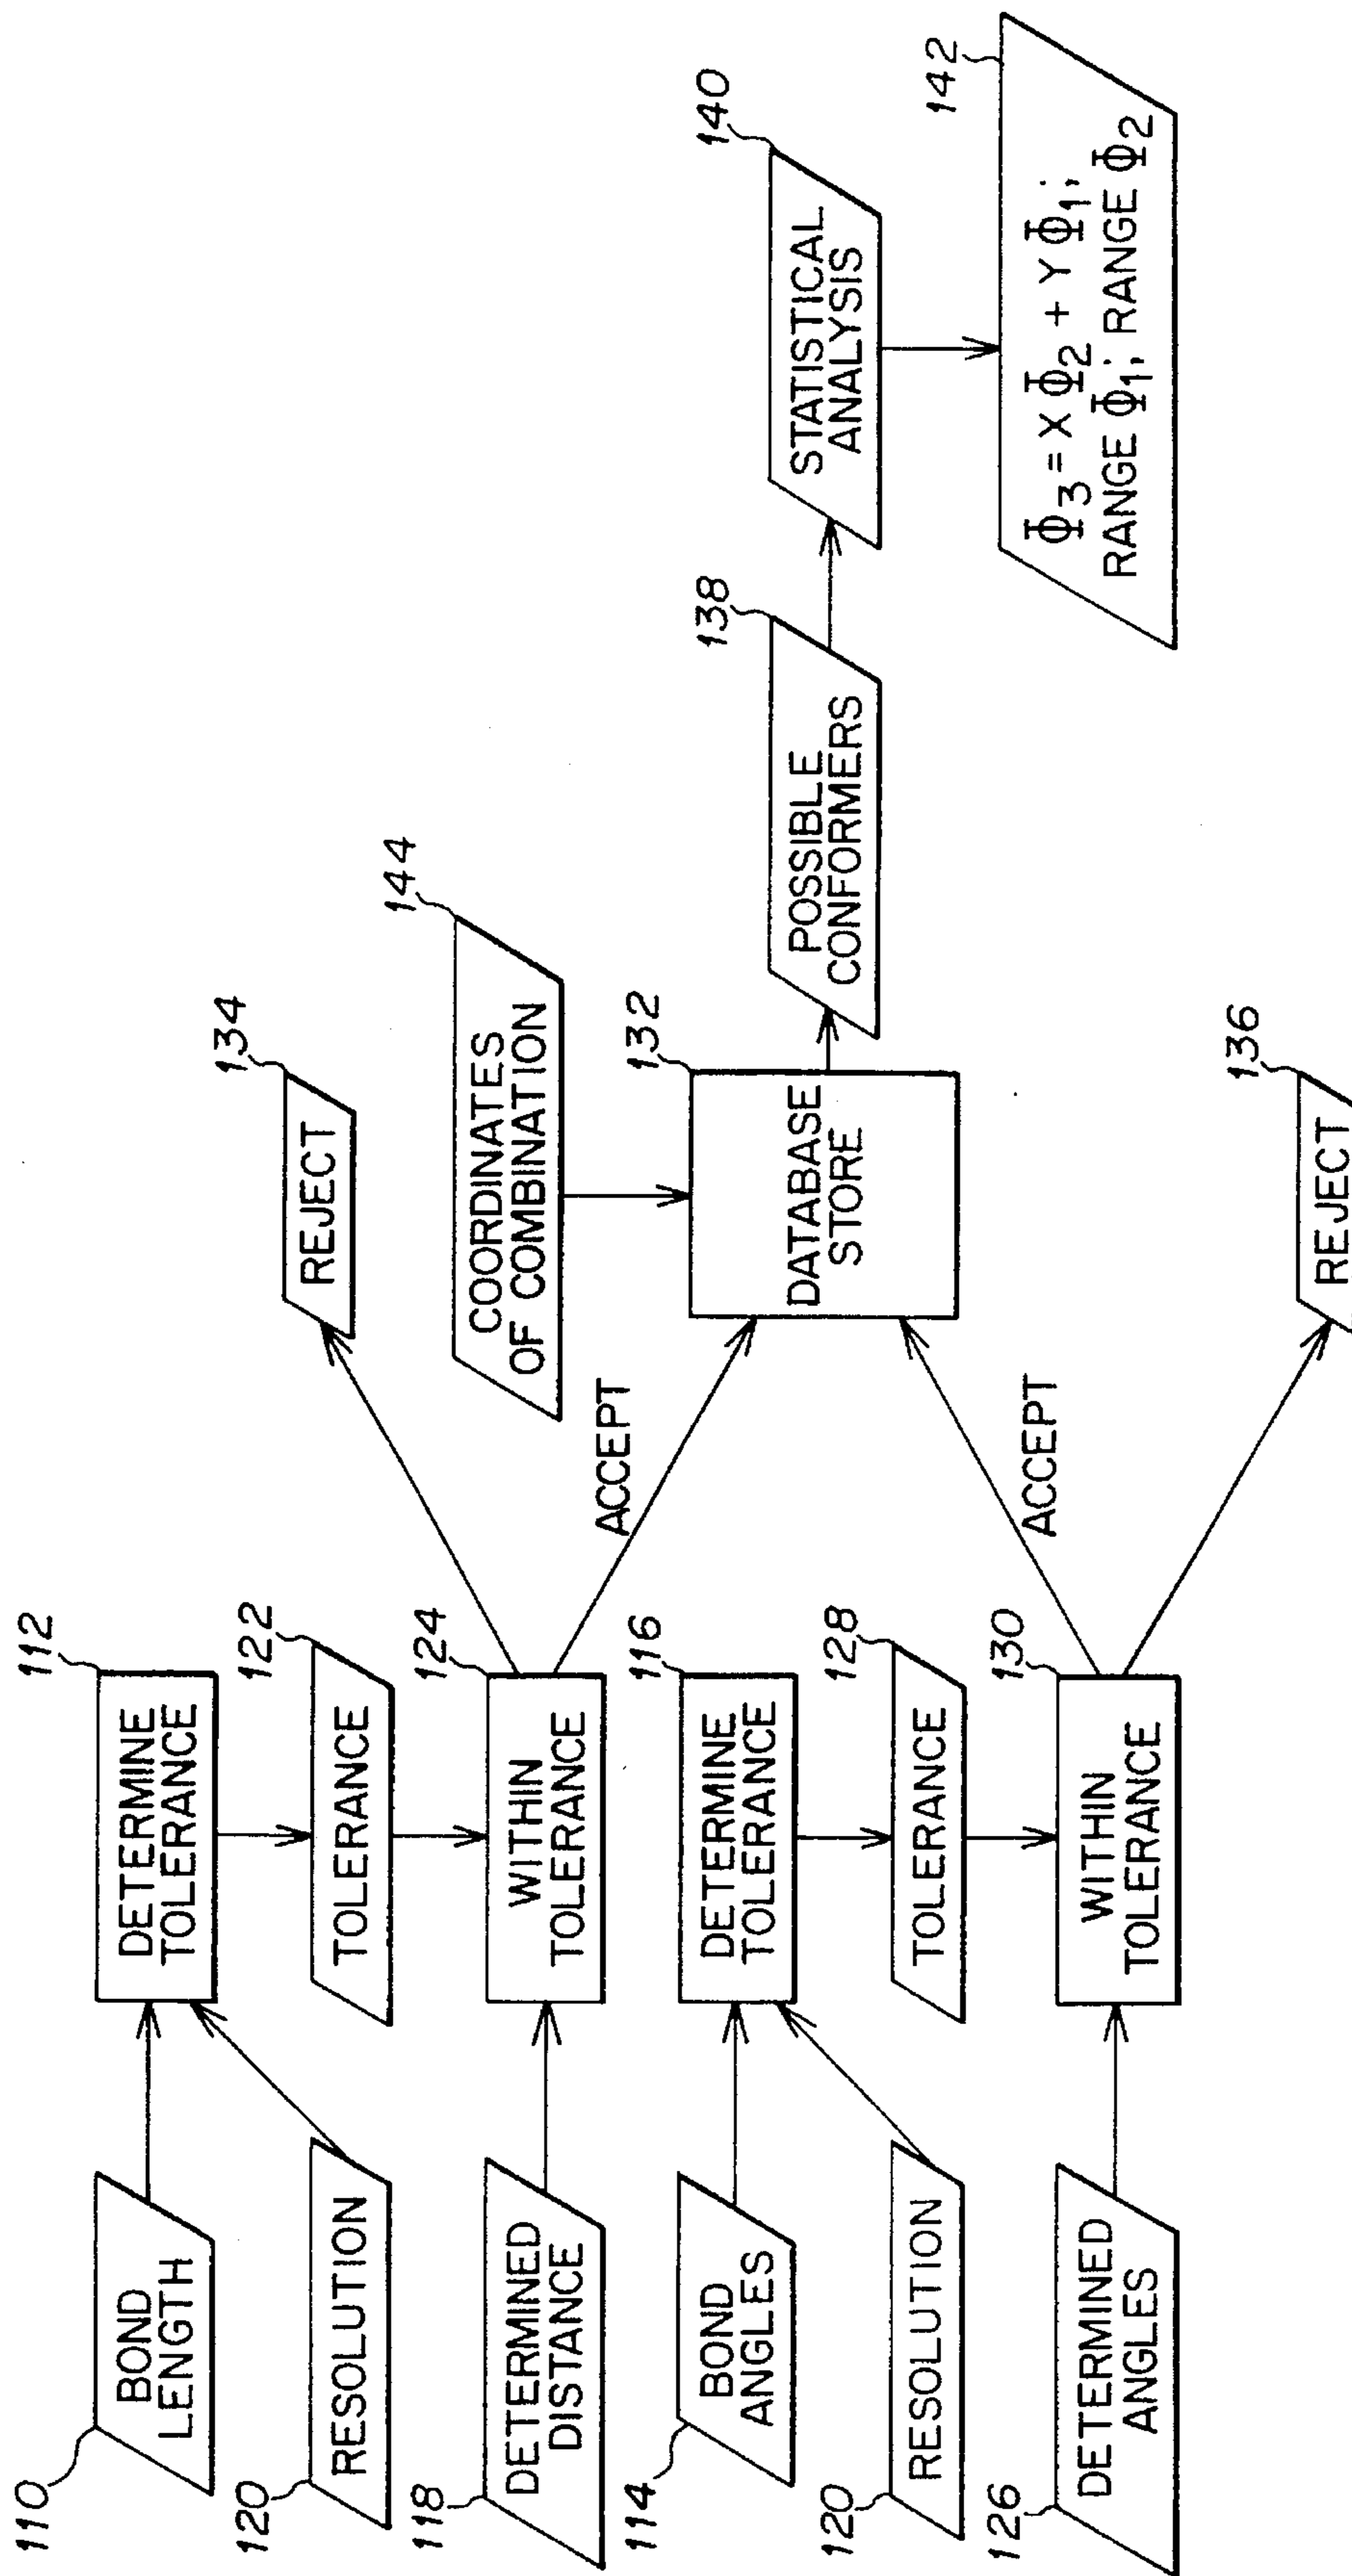 110
BOND
LENGTH
112
DETERMINE
TOLERANCE
120
RESOLUTION
122
TOLERANCE
118
DETERMINED
DISTANCE
124
WITHIN
TOLERANCE
134
REJECT
ACCEPT
144
COORDINATES
OF COMBINATION
114
BOND
ANGLES
116
DETERMINE
TOLERANCE
132
DATABASE
STORE
120
RESOLUTION
128
TOLERANCE
138
POSSIBLE
CONFORMERS
140
STATISTICAL
ANALYSIS
126
DETERMINED
ANGLES
130
WITHIN
TOLERANCE
ACCEPT
136
REJECT
142
Φ3 = X Φ2 + Y Φ1;
RANGE Φ1; RANGE Φ2